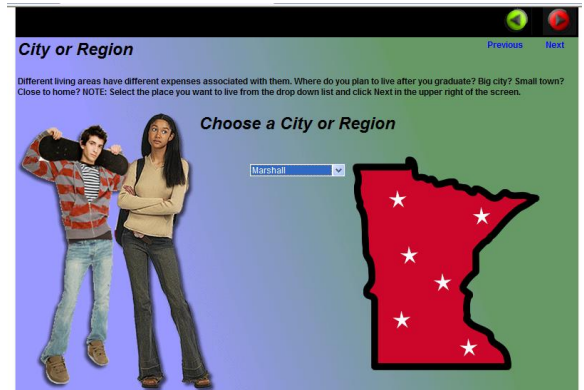 City or Region
Previous Next
Different living areas have different expenses associated with them. Where do you plan to live after you graduate? Big city? Small town?
Close to home? NOTE: Select the place you want to live from the drop down list and click Next in the upper right of the screen.
Choose a City or Region
Marshall